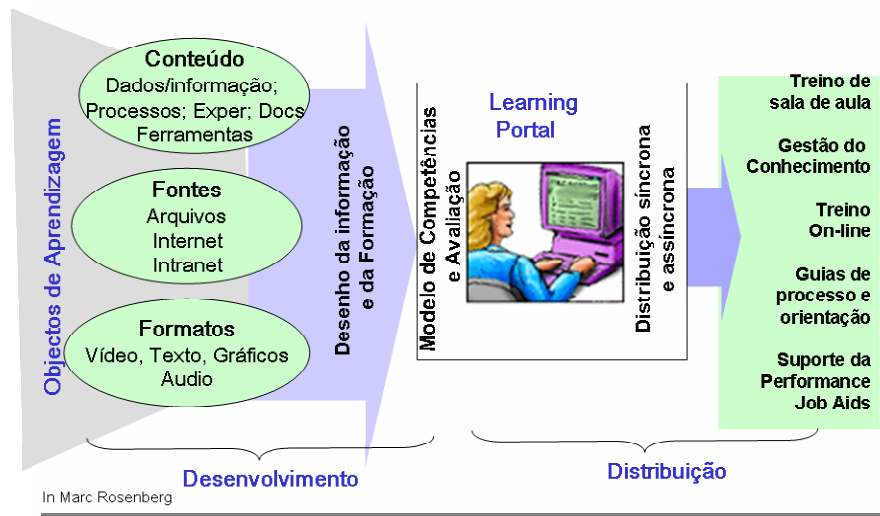 Objectos de Aprendizagem
Conteúdo
Dados/informação;
Processos; Exper; Docs
Ferramentas
Fontes
Arquivos
Internet
Intranet
Formatos
Vídeo, Texto, Gráficos
Audio
Desenho da informação
e da Formação
Modelo de Competências
e Avaliação
Learning
Portal
Distribuição síncrona
e assíncrona
Treino de
sala de aula
Gestão do
Conhecimento
Treino
On-line
Guias de
processo e
orientação
Suporte da
Performance
Job Aids
Desenvolvimento
Distribuição
In Marc Rosenberg